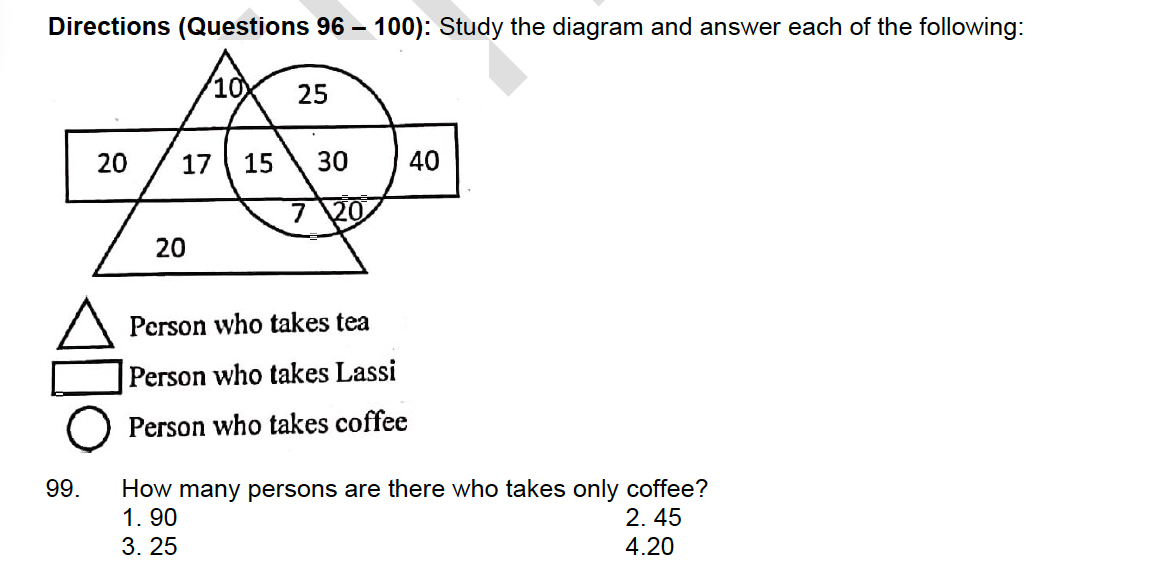 Directions (Questions 96 – 100): Study the diagram and answer each of the following:
10 25
20 17 15 30 40
7 20
20
Person who takes tea
Person who takes Lassi
Person who takes coffee
99. How many persons are there who takes only coffee?
1. 90 2. 45
3. 25 4.20